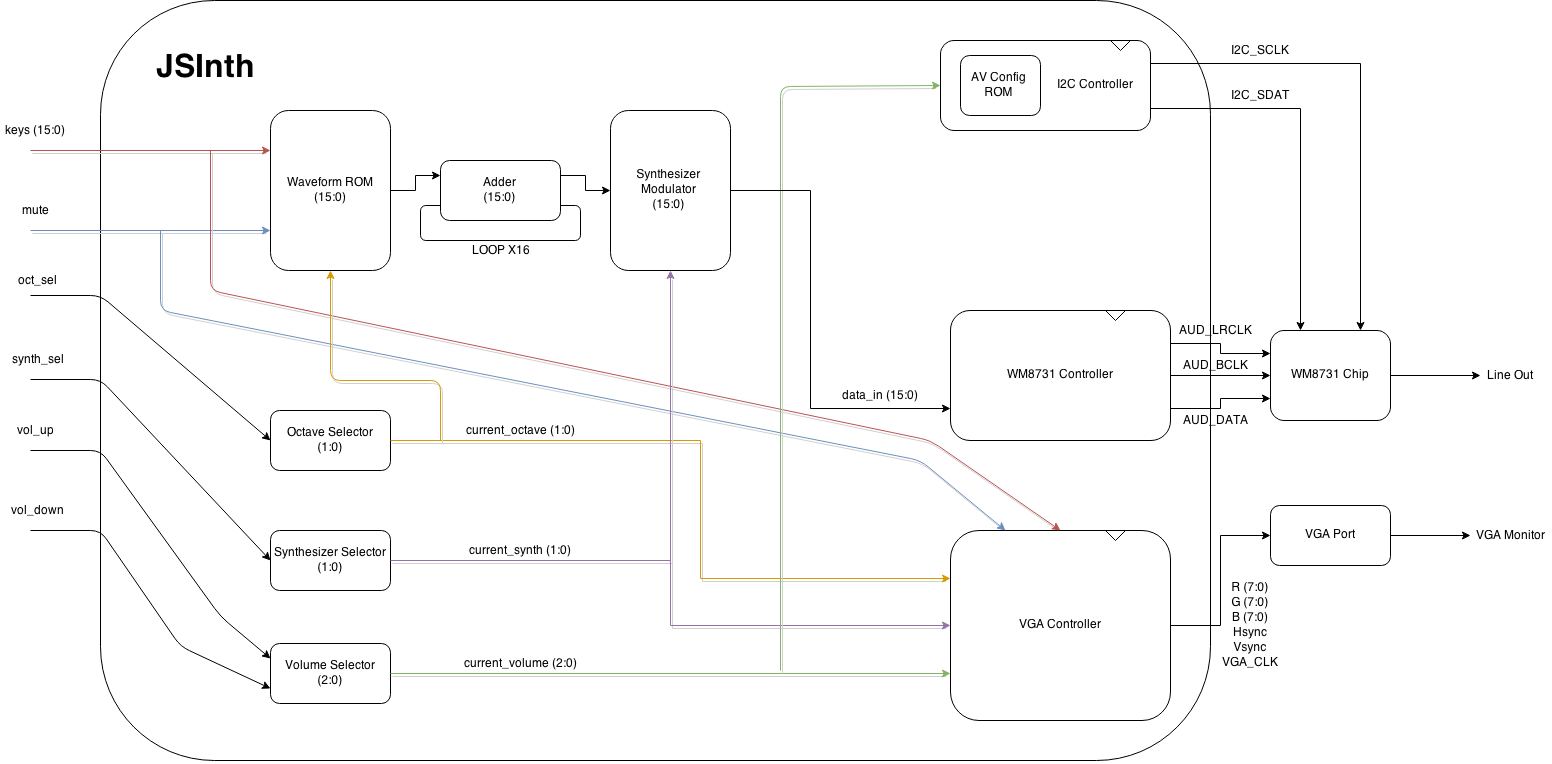 JSInth
keys (15:0)
mute
oct_sel
synth_sel
vol_up
vol_down
Waveform ROM
(15:0)
Adder
(15:0)
LOOP X16
Synthesizer
Modulator
(15:0)
AV Config
ROM
I2C Controller
I2C_SCLK
I2C_SDAT
data_in (15:0)
WM8731 Controller
AUD_LRCLK
AUD_BCLK
AUD_DATA
WM8731 Chip
Line Out
Octave Selector
(1:0)
current_octave (1:0)
Synthesizer Selector
(1:0)
current_synth (1:0)
Volume Selector
(2:0)
current_volume (2:0)
VGA Controller
VGA Port
VGA Monitor
R (7:0)
G (7:0)
B (7:0)
Hsync
Vsync
VGA_CLK